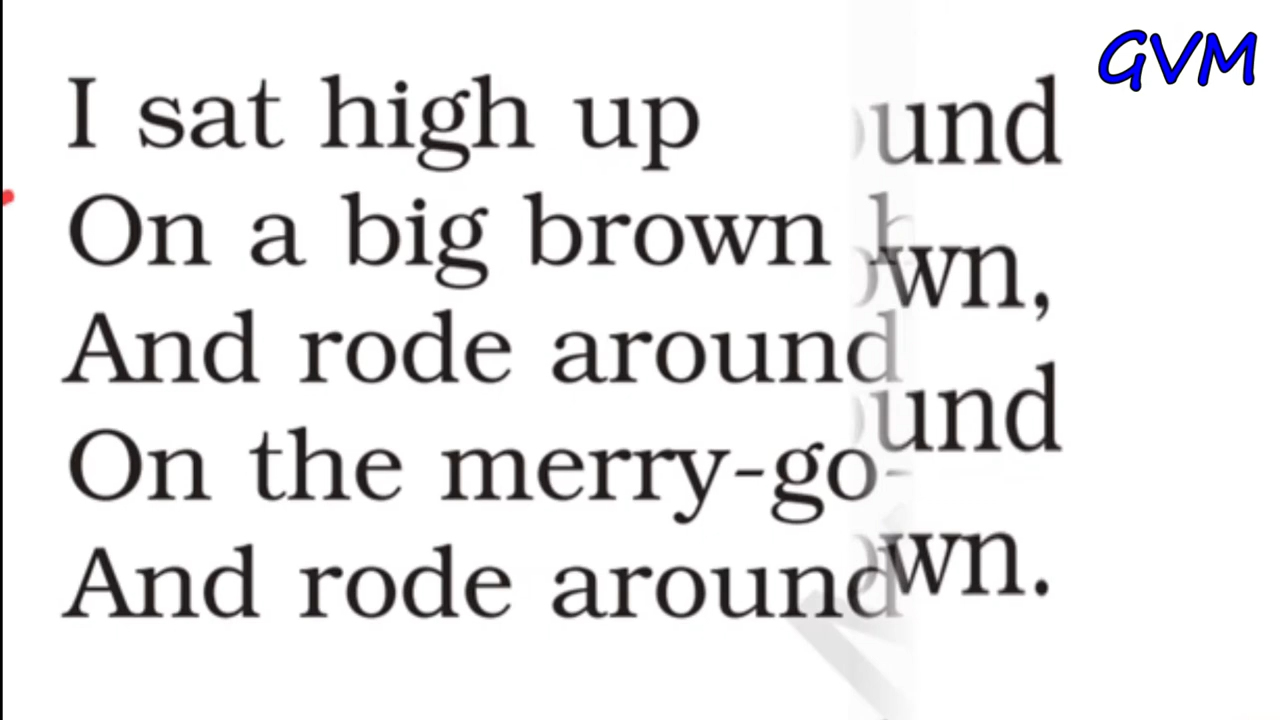 GVM
I sat high up
On a big brown
And rode around
On the merry-go-
And rode around
und
wn,
und
wn.